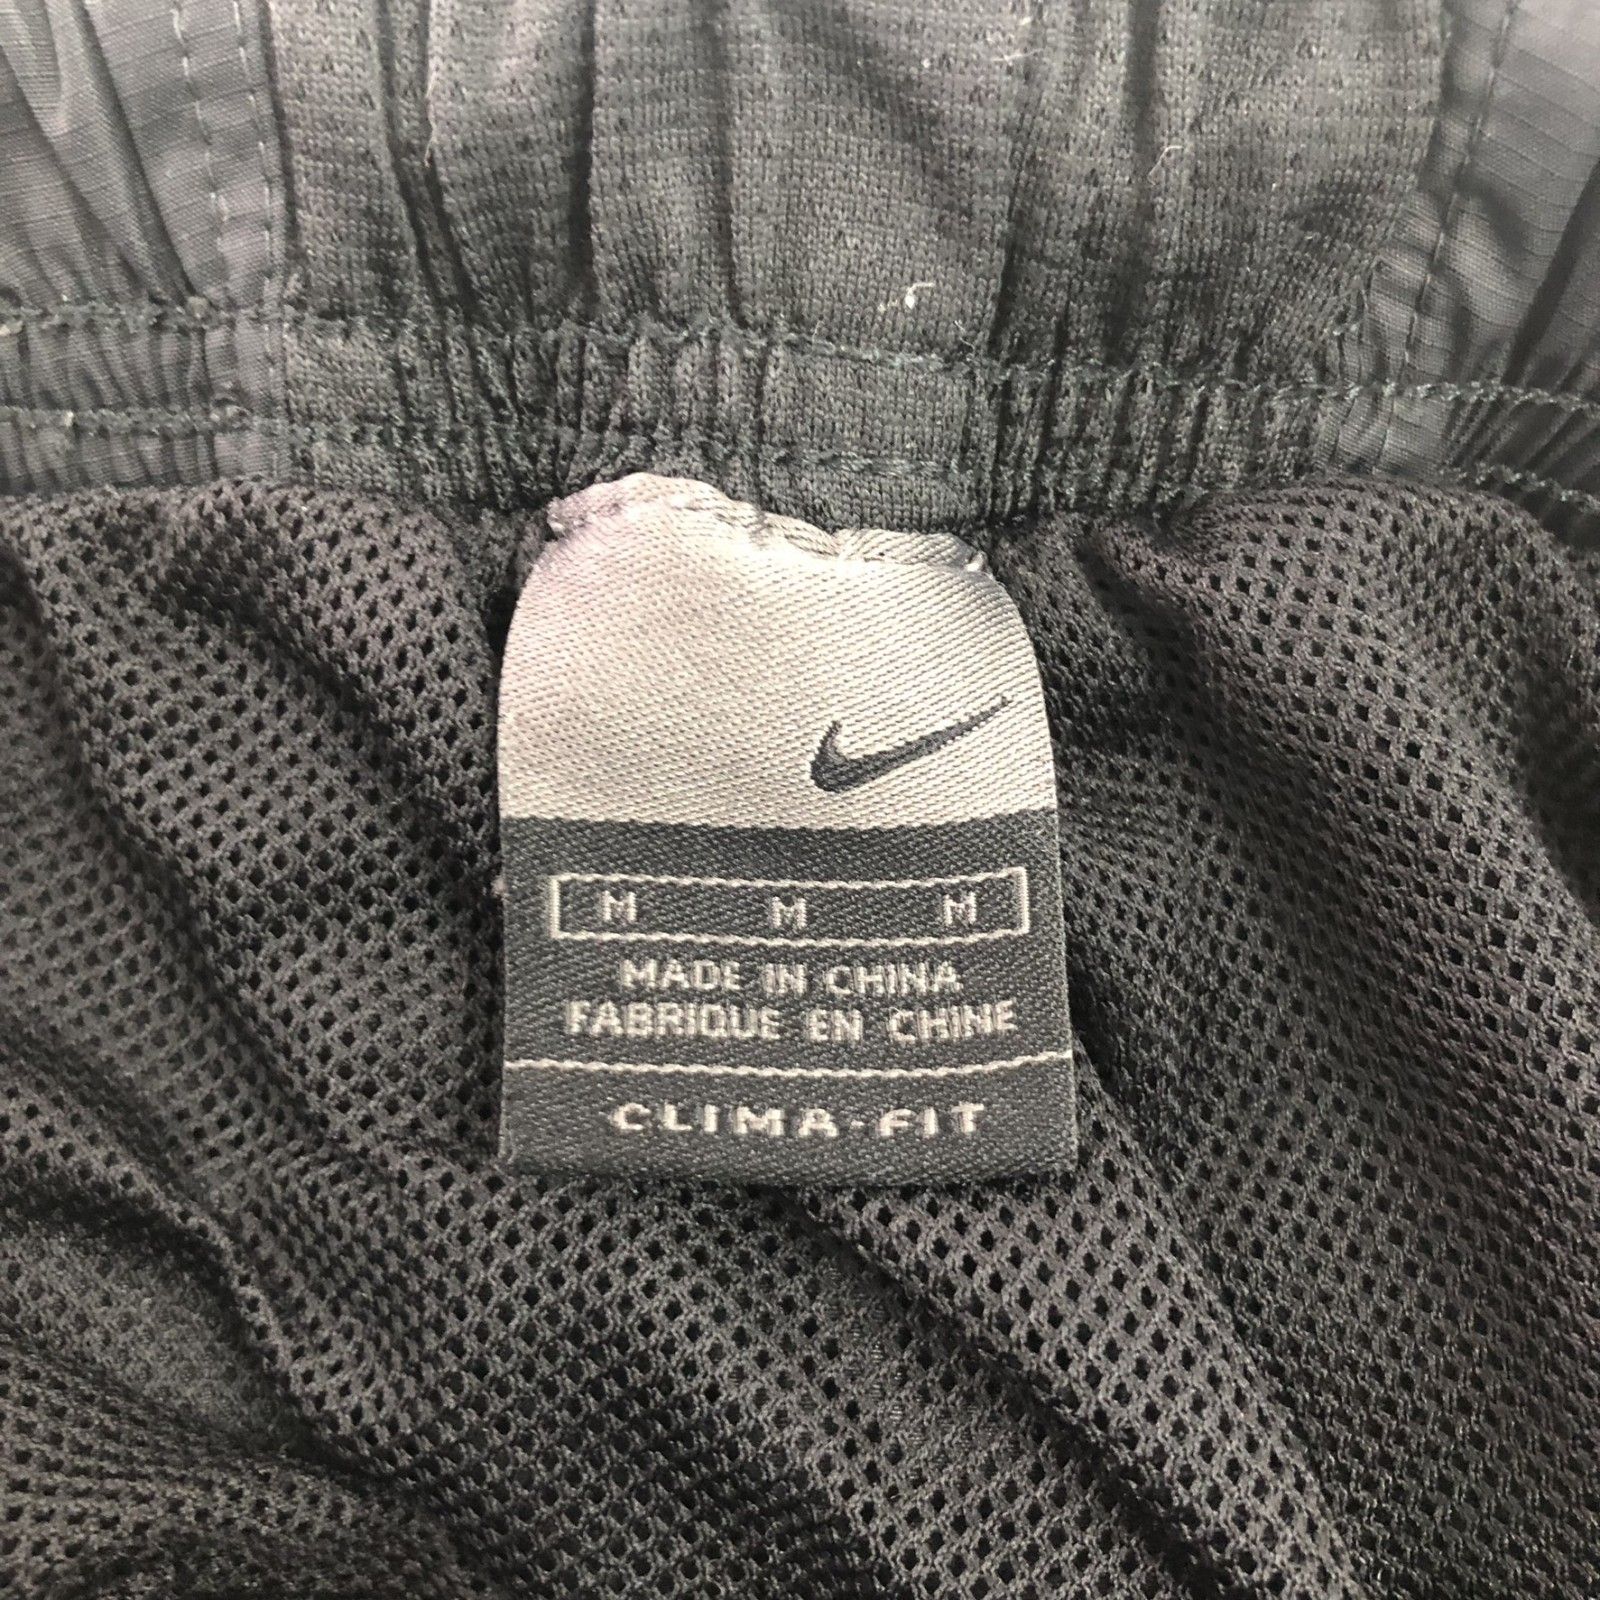 M M M
MADE IN CHINA
FABRIQUE EN CHINE
CLIMA-FIT